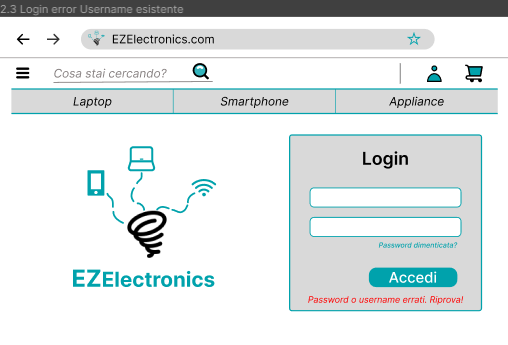 2.3 Login error Username esistente
EZElectronics.com
Cosa stai cercando?
Laptop
Smartphone
Appliance
EZElectronics
Login
Password dimenticata?
Accedi
Password o username errati. Riprova!